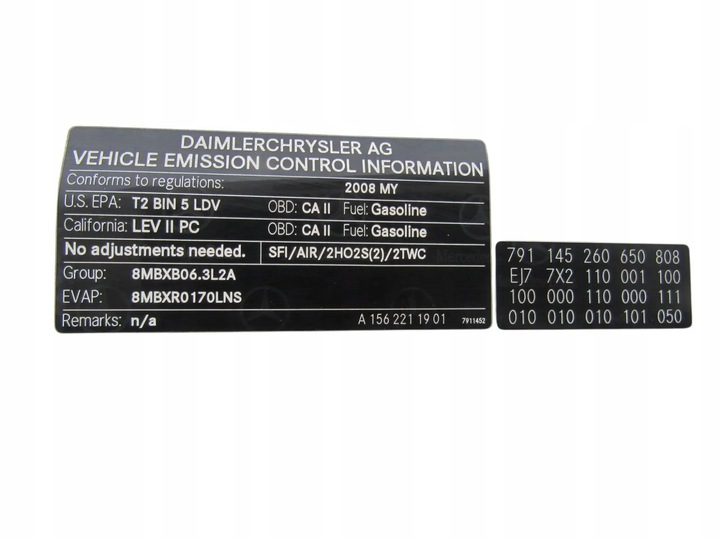 DAIMLERCHRYSLER AG
VEHICLE EMISSION CONTROL INFORMATION
Conforms to regulations: 2008 MY
U.S. EPA: T2 BIN 5 LDV OBD: CA II Fuel: Gasoline
California: LEV II PC OBD: CA II Fuel: Gasoline
No adjustments needed. SFI/AIR/2HO2S(2)/2TWC
Group: 8MBXB06.3L2A
EVAP: 8MBXR0170LNS
Remarks: n/a A 156 221 19 01 7911452
791 145 260 650 808
EJ7 7X2 110 001 100
100 000 110 000 111
010 010 010 101 050